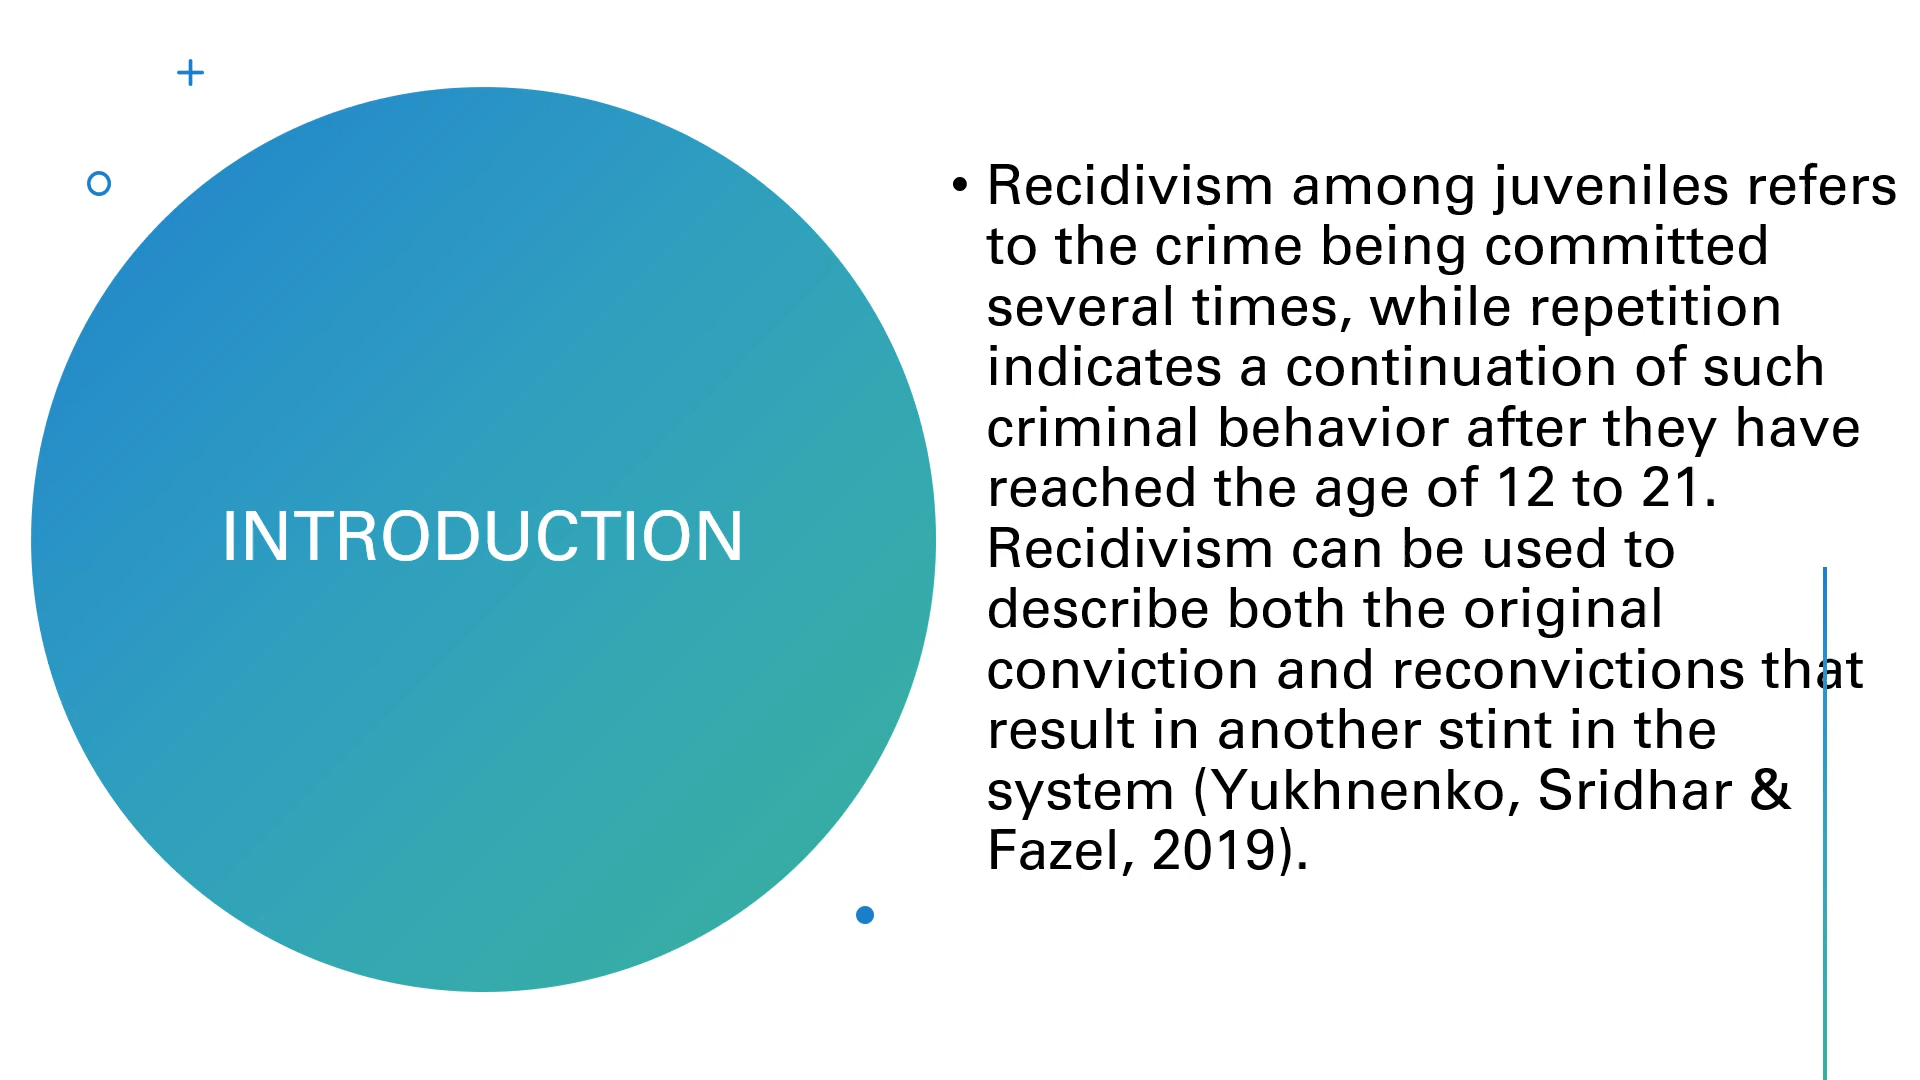 INTRODUCTION
• Recidivism among juveniles refers
to the crime being committed
several times, while repetition
indicates a continuation of such
criminal behavior after they have
reached the age of 12 to 21.
Recidivism can be used to
describe both the original
conviction and reconvictions that
result in another stint in the
system (Yukhnenko, Sridhar &
Fazel, 2019).